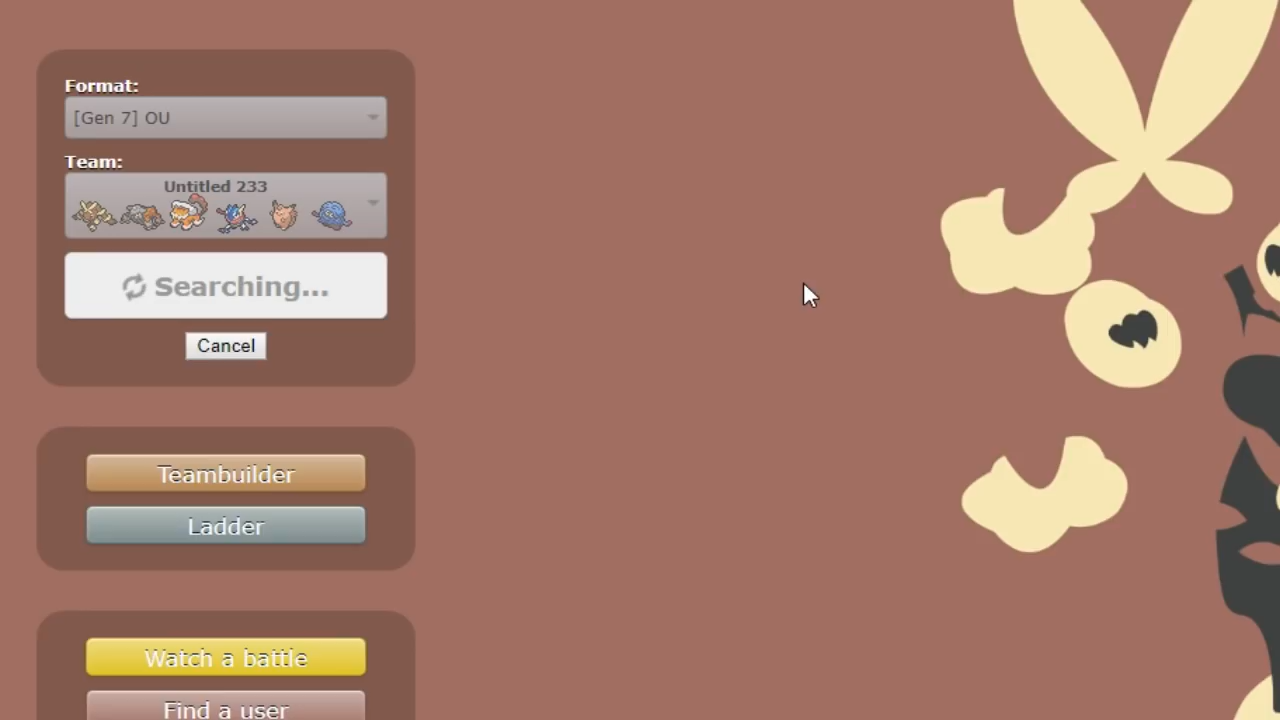 Format:
[Gen 7] OU
Team:
Untitled 233
Searching...
Cancel
Teambuilder
Ladder
Watch a battle
Find a user